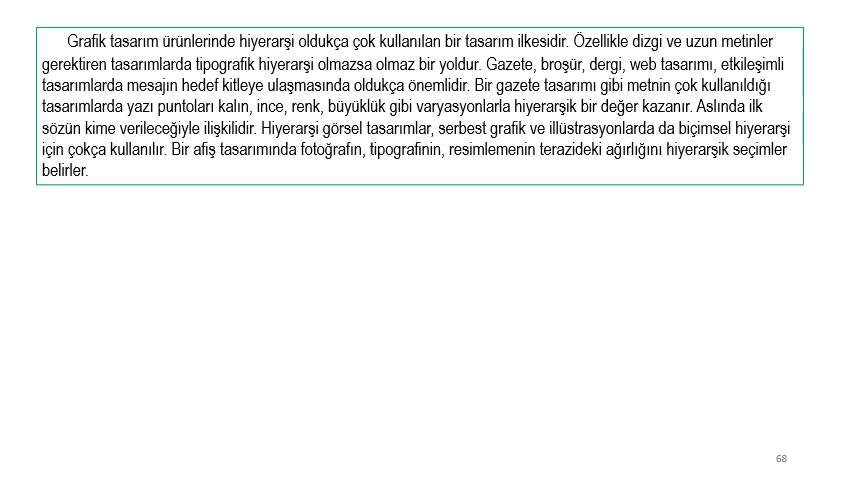 Grafik tasarım ürünlerinde hiyerarşi oldukça çok kullanılan bir tasarım ilkesidir. Özellikle dizgi ve uzun metinler
gerektiren tasarımlarda tipografik hiyerarşi olmazsa olmaz bir yoldur. Gazete, broşür, dergi, web tasarımı, etkileşimli
tasarımlarda mesajın hedef kitleye ulaşmasında oldukça önemlidir. Bir gazete tasarımı gibi metnin çok kullanıldığı
tasarımlarda yazı puntoları kalın, ince, renk, büyüklük gibi varyasyonlarla hiyerarşik bir değer kazanır. Aslında ilk
sözün kime verileceğiyle ilişkilidir. Hiyerarşi görsel tasarımlar, serbest grafik ve illüstrasyonlarda da biçimsel hiyerarşi
için çokça kullanılır. Bir afiş tasarımında fotoğrafın, tipografinin, resimlemenin terazideki ağırlığını hiyerarşik seçimler
belirler.
68